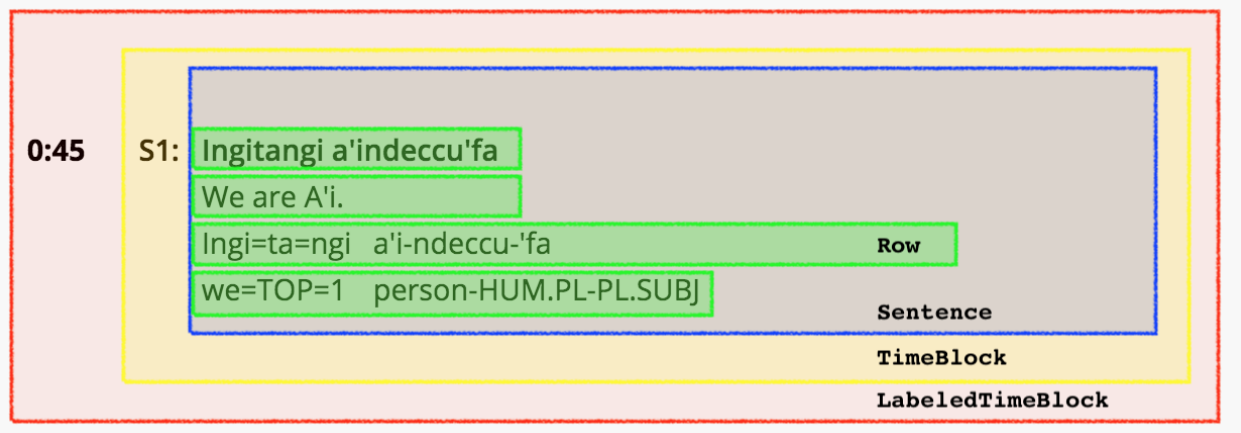 0:45 S1: Ingitangi a'indeccu'fa
We are A'i.
Ingi=ta=ngi a'i-ndeccu-'fa Row
we=TOP=1 person-HUM.PL-PL.SUBJ
Sentence
TimeBlock
LabeledTimeBlock